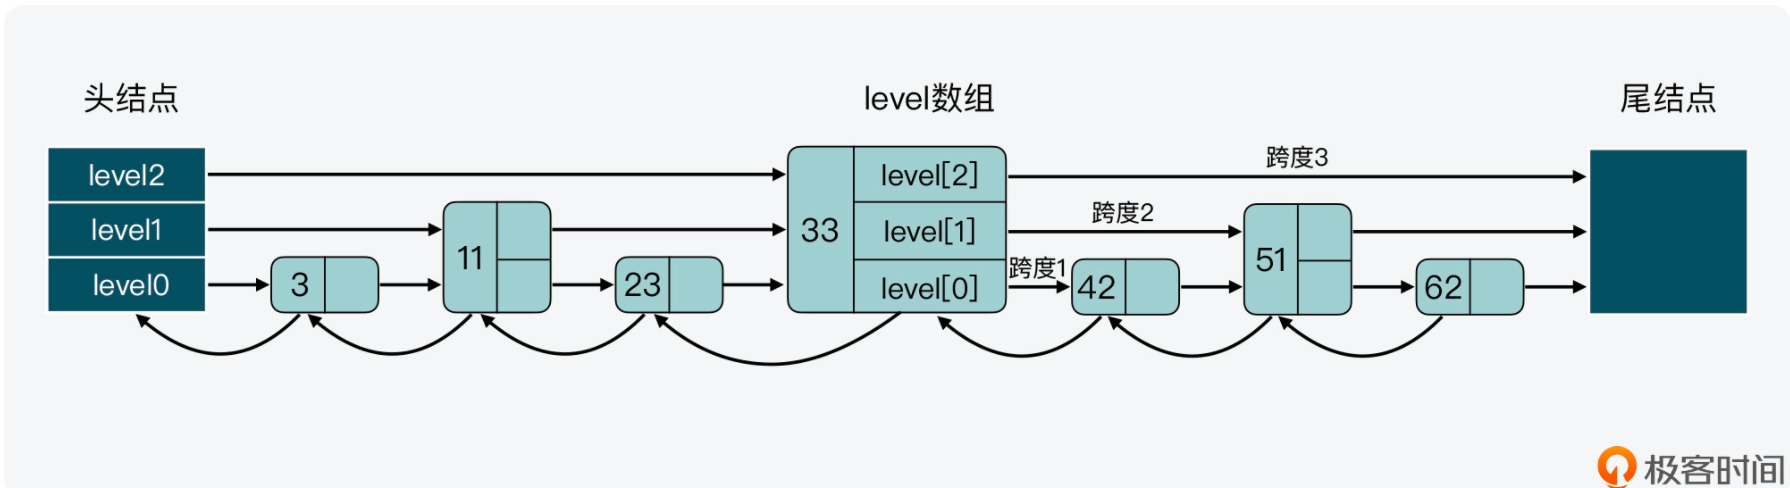 头结点
level数组
尾结点
level2
level[2]
跨度3
level1
11
33
level[1]
跨度2
51
level0
3
23
level[0]
跨度1
42
62
极客时间